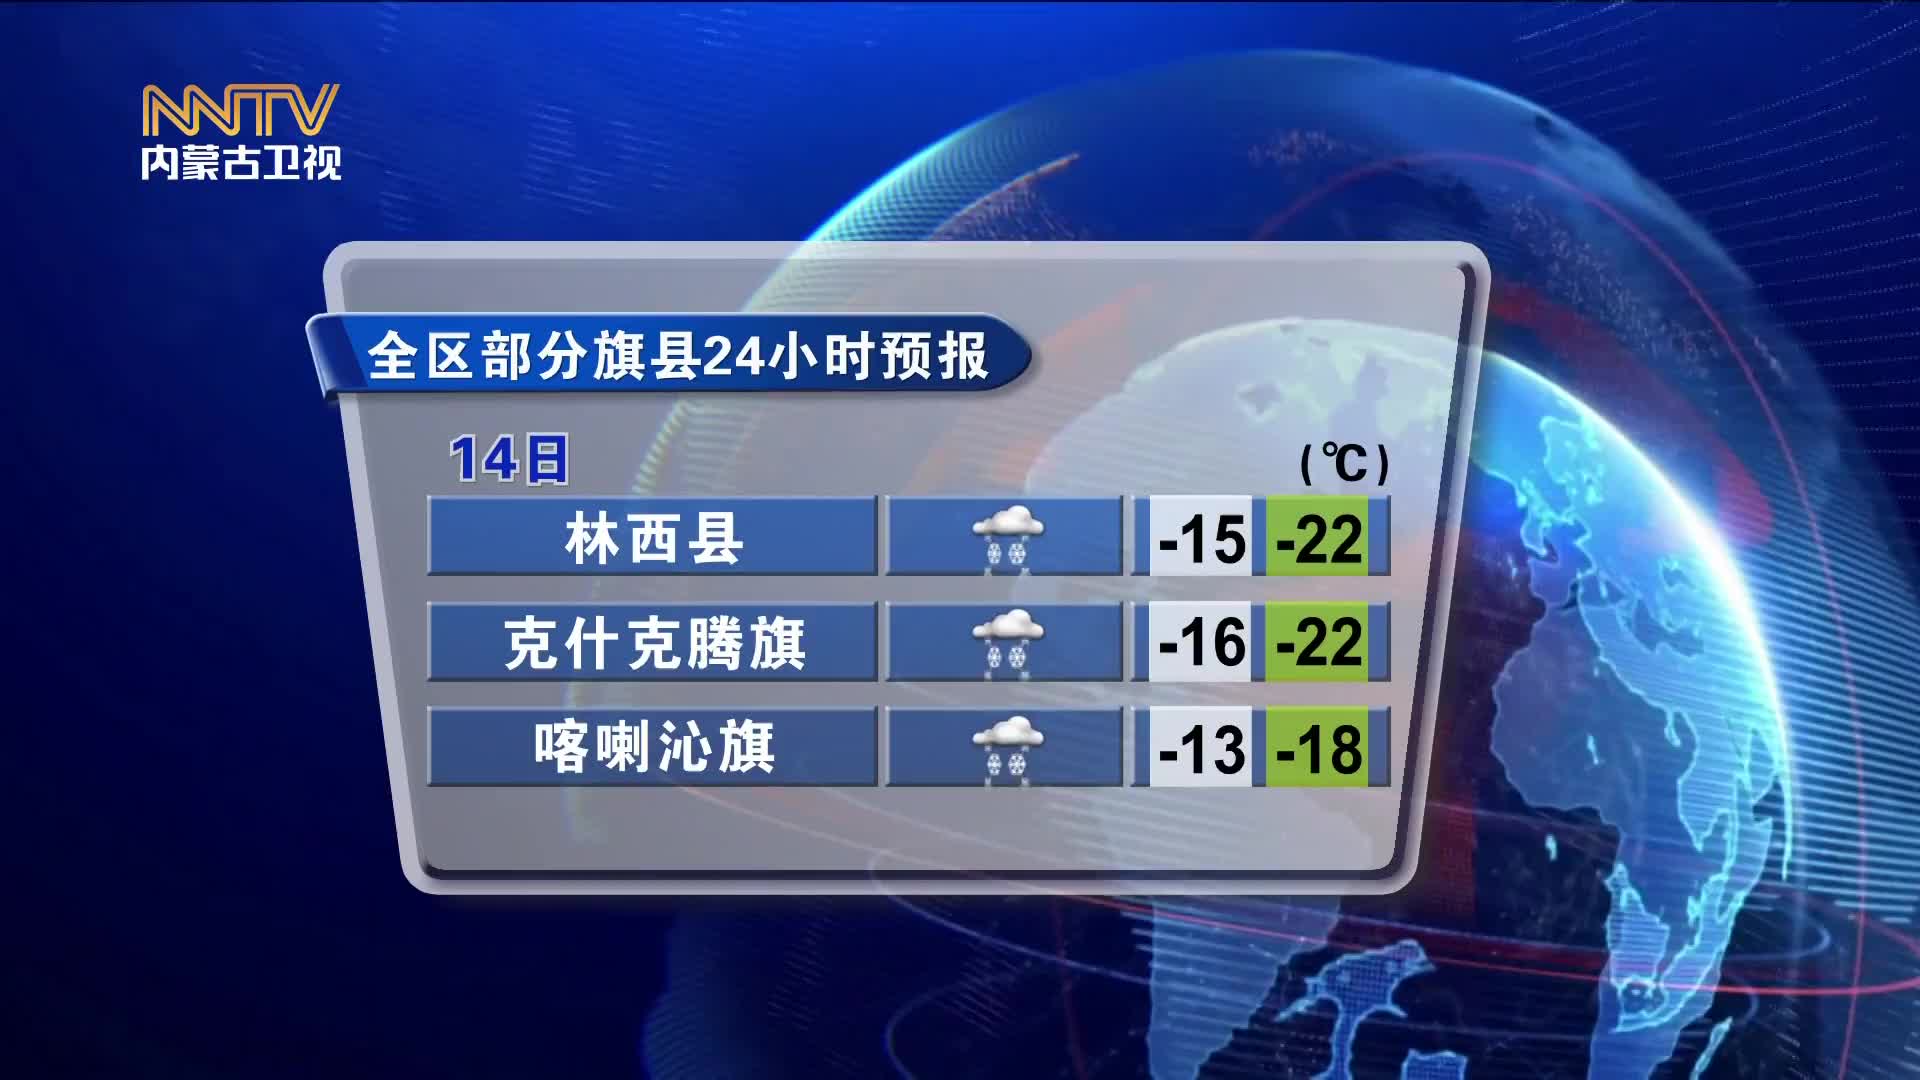 NNTV
内蒙古卫视
全区部分旗县24小时预报
14日 (℃)
林西县 -15 -22
克什克腾旗 -16 -22
喀喇沁旗 -13 -18